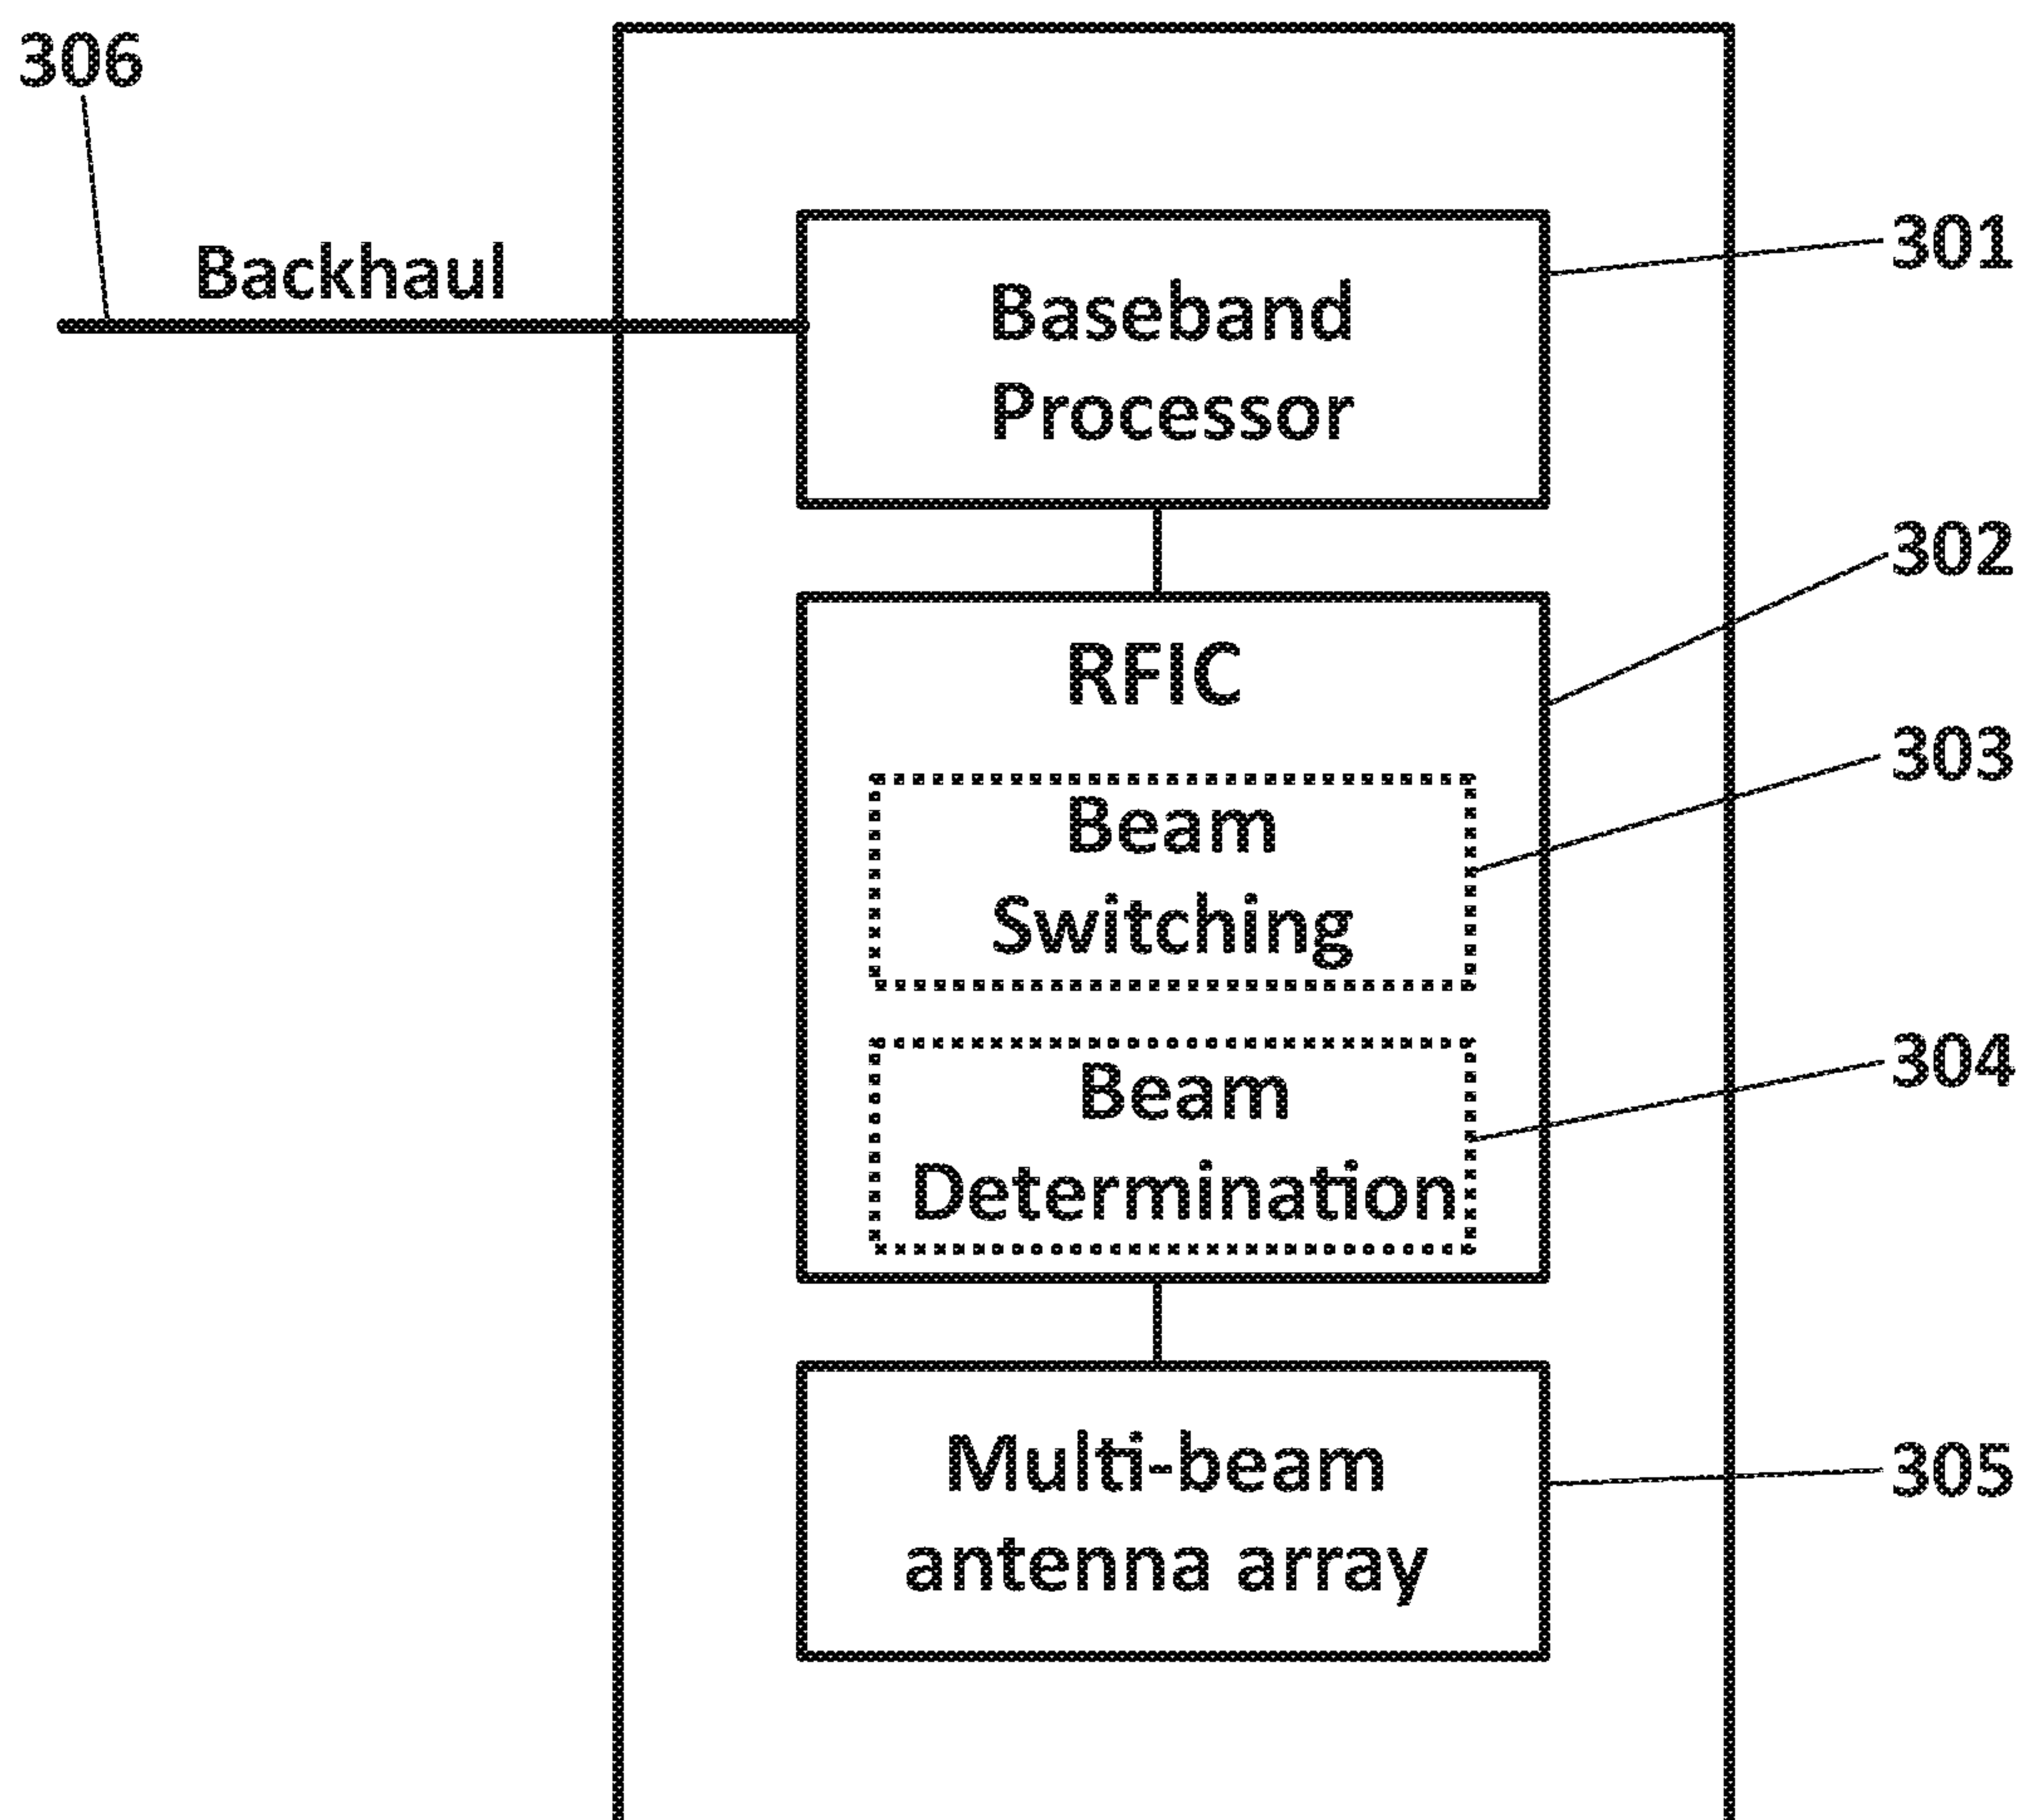 306
Backhaul
301
Baseband
Processor
302
RFIC
303
Beam
Switching
304
Beam
Determination
305
Multi-beam
antenna array